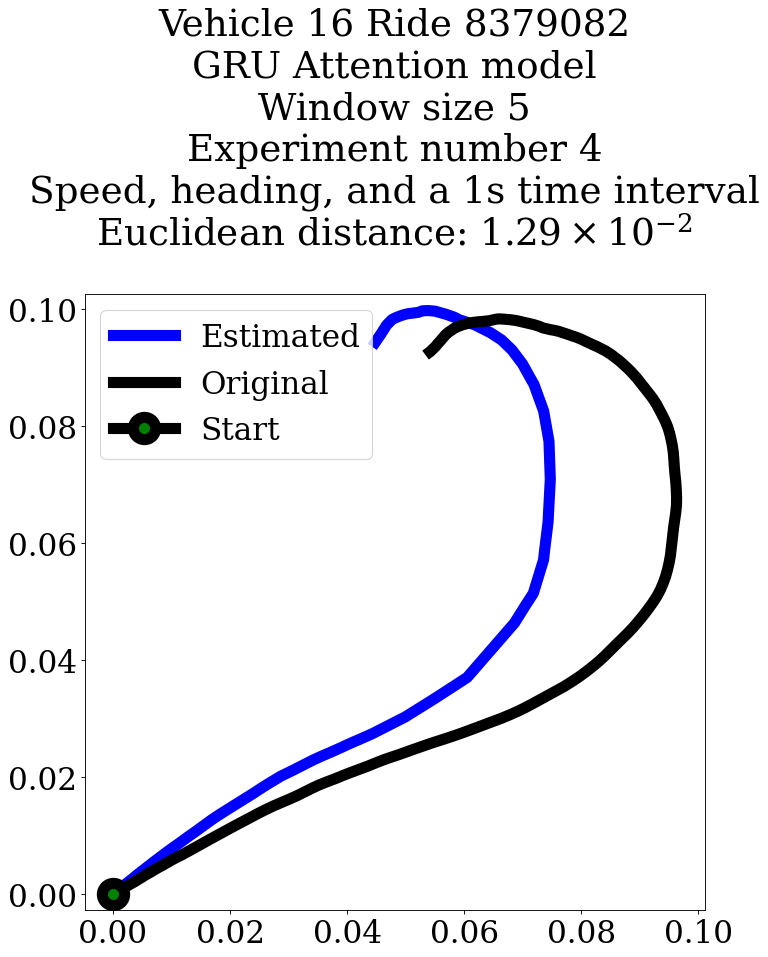 Vehicle 16 Ride 8379082
GRU Attention model
Window size 5
Experiment number 4
Speed, heading, and a 1s time interval
Euclidean distance: 1.29 × 10⁻²
0.10
0.08
0.06
0.04
0.02
0.00
Estimated
Original
Start
0.00 0.02 0.04 0.06 0.08 0.10